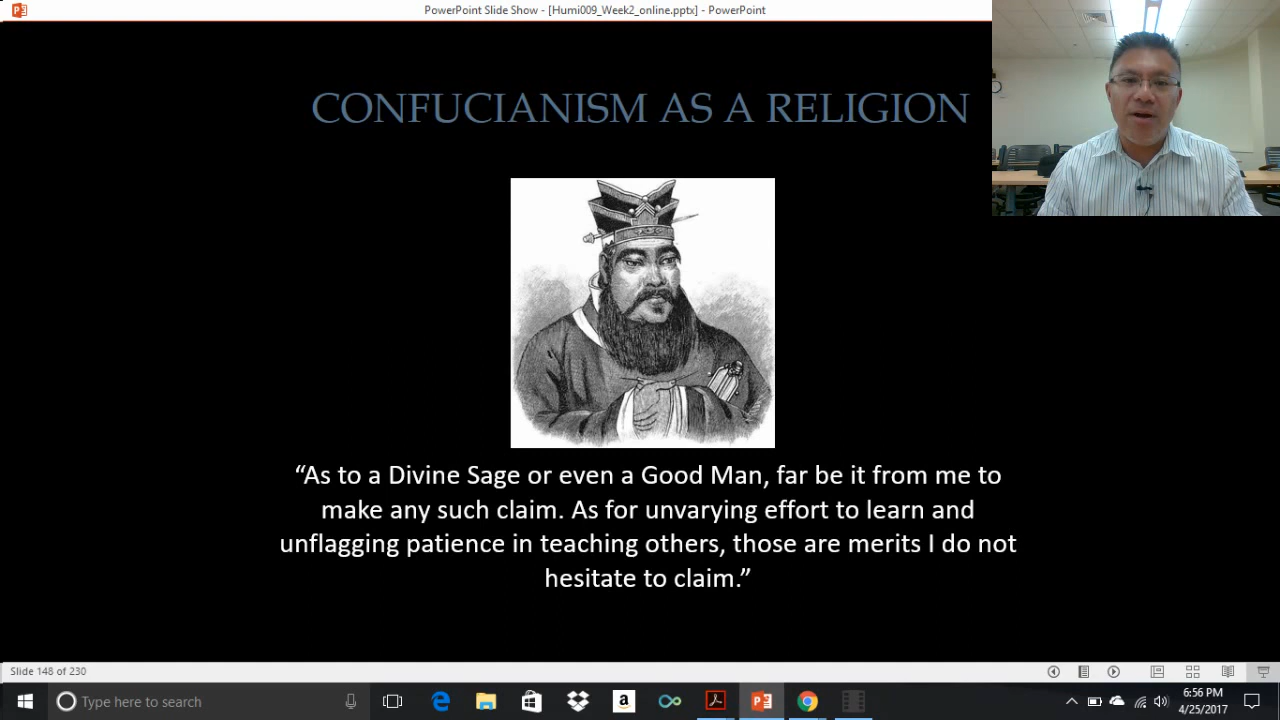 PowerPoint Slide Show - [Humi009_Week2_online.pptx] - PowerPoint
CONFUCIANISM AS A RELIGION
“As to a Divine Sage or even a Good Man, far be it from me to
make any such claim. As for unvarying effort to learn and
unflagging patience in teaching others, those are merits I do not
hesitate to claim.”
Slide 148 of 230
Type here to search
6:56 PM
4/25/2017